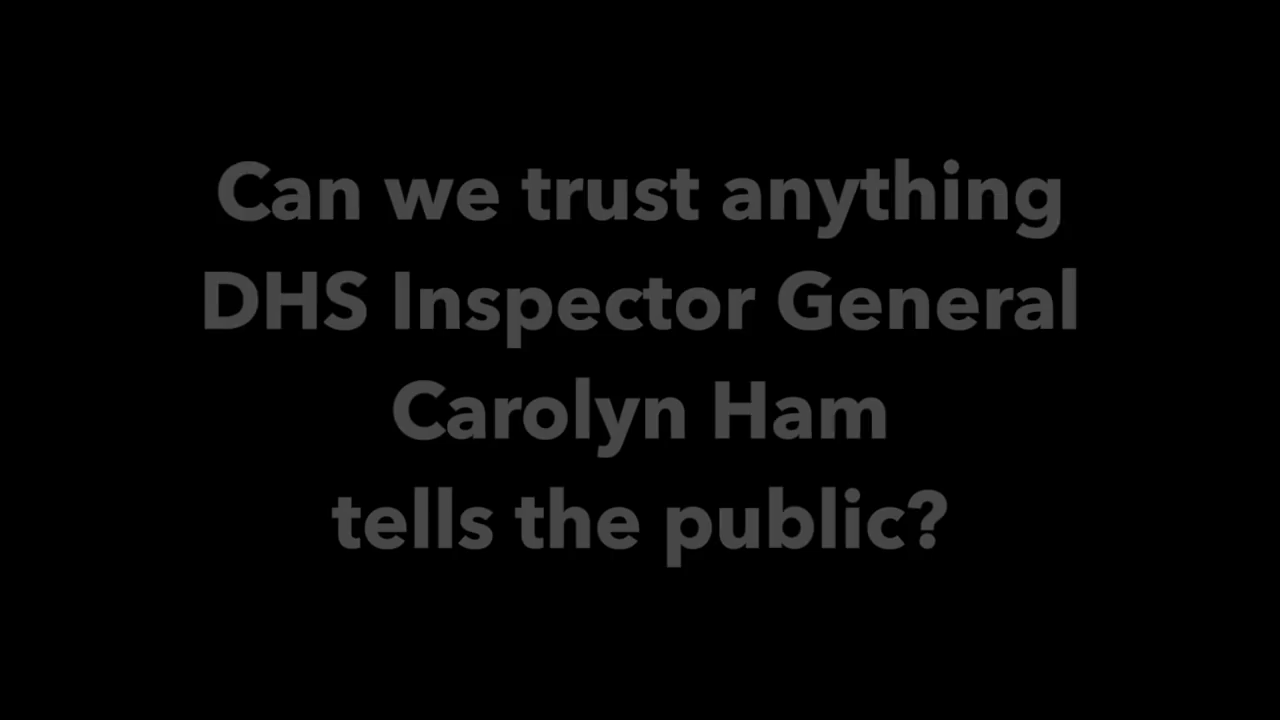 Can we trust anything
DHS Inspector General
Carolyn Ham
tells the public?